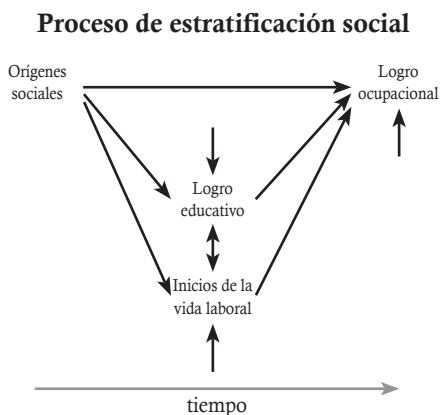 Proceso de estratificación social
Orígenes
sociales
Logro
ocupacional
Logro
educativo
Inicios de la
vida laboral
tiempo